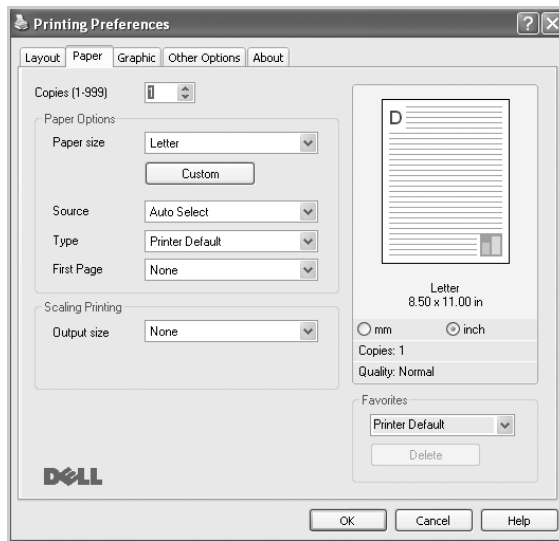 Printing Preferences
Layout Paper Graphic Other Options About
Copies (1-999) 1
Paper Options
Paper size Letter
Custom
Source Auto Select
Type Printer Default
First Page None
Scaling Printing
Output size None
D
Letter
8.50 x 11.00 in
mm inch
Copies: 1
Quality: Normal
Favorites
Printer Default
Delete
DELL
OK Cancel Help